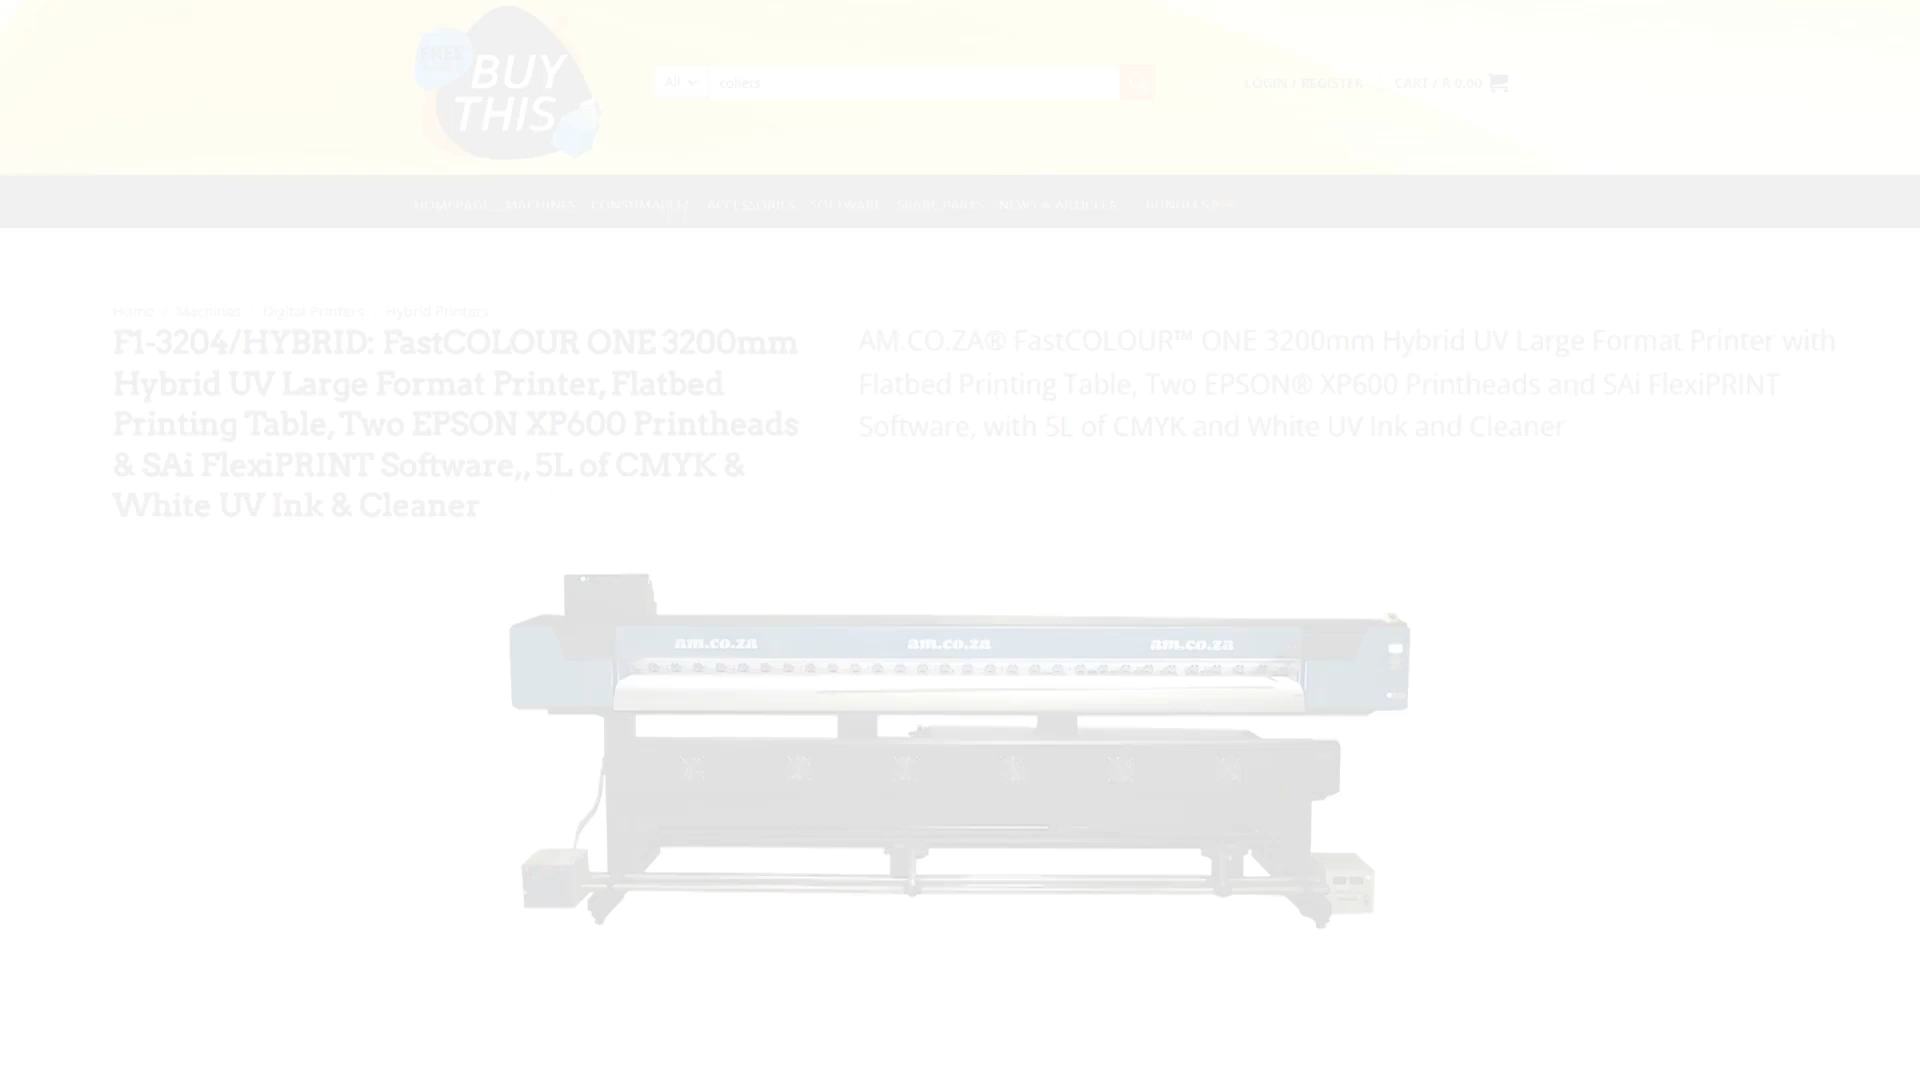 FREE
BUY
THIS
All
collecs
LOGIN / REGISTER
CART / R 0.00
HOMEPAGE MACHINES CONSUMABLES ACCESSORIES SOFTWARE SPARE PARTS NEWS & ARTICLES BUNDLES
Home / Machines / Digital Printers / Hybrid Printers
F1-3204/HYBRID: FastCOLOUR ONE 3200mm
Hybrid UV Large Format Printer, Flatbed
Printing Table, Two EPSON XP600 Printheads
& SAi FlexiPRINT Software,, 5L of CMYK &
White UV Ink & Cleaner
AM.CO.ZA® FastCOLOUR™ ONE 3200mm Hybrid UV Large Format Printer with
Flatbed Printing Table, Two EPSON® XP600 Printheads and SAi FlexiPRINT
Software, with 5L of CMYK and White UV Ink and Cleaner
am.co.za am.co.za am.co.za